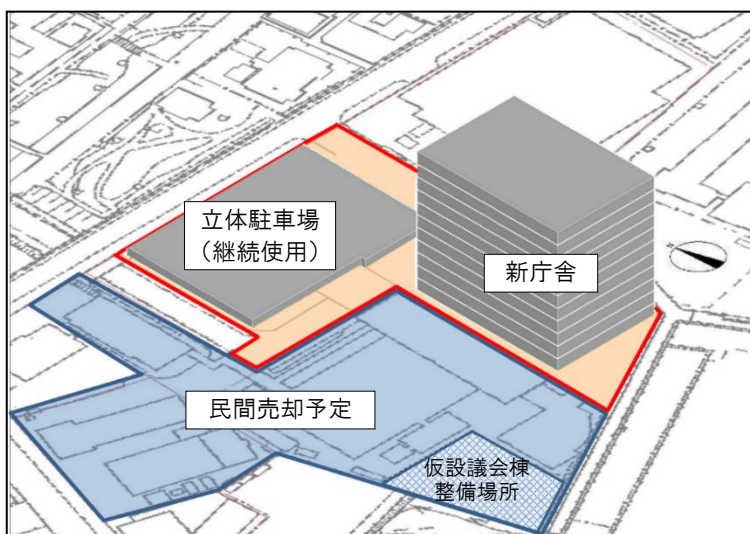 立体駐車場
（継続使用）
新庁舎
民間売却予定
仮設議会棟
整備場所